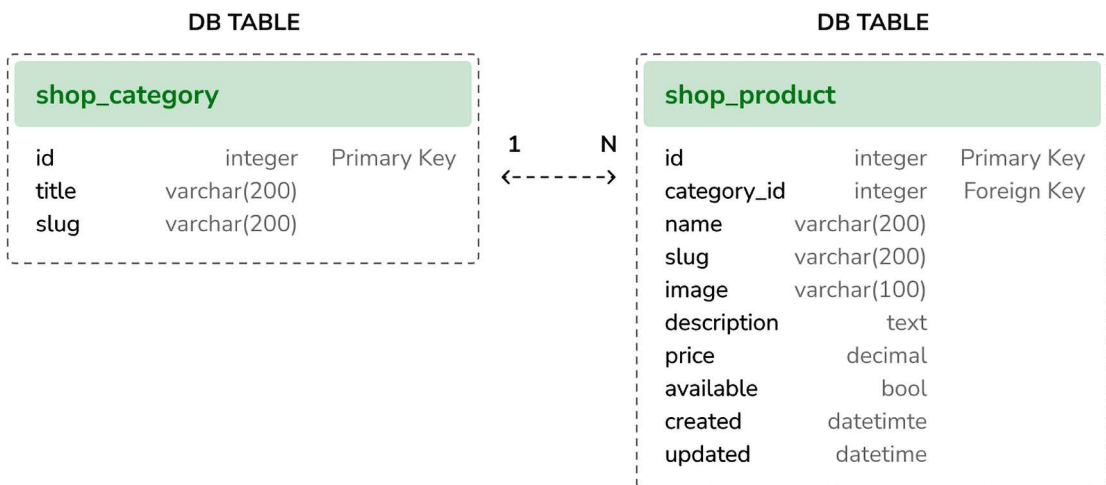 DB TABLE
shop_category
id integer Primary Key
title varchar(200)
slug varchar(200)
1 N
DB TABLE
shop_product
id integer Primary Key
category_id integer Foreign Key
name varchar(200)
slug varchar(200)
image varchar(100)
description text
price decimal
available bool
created datetimte
updated datetime